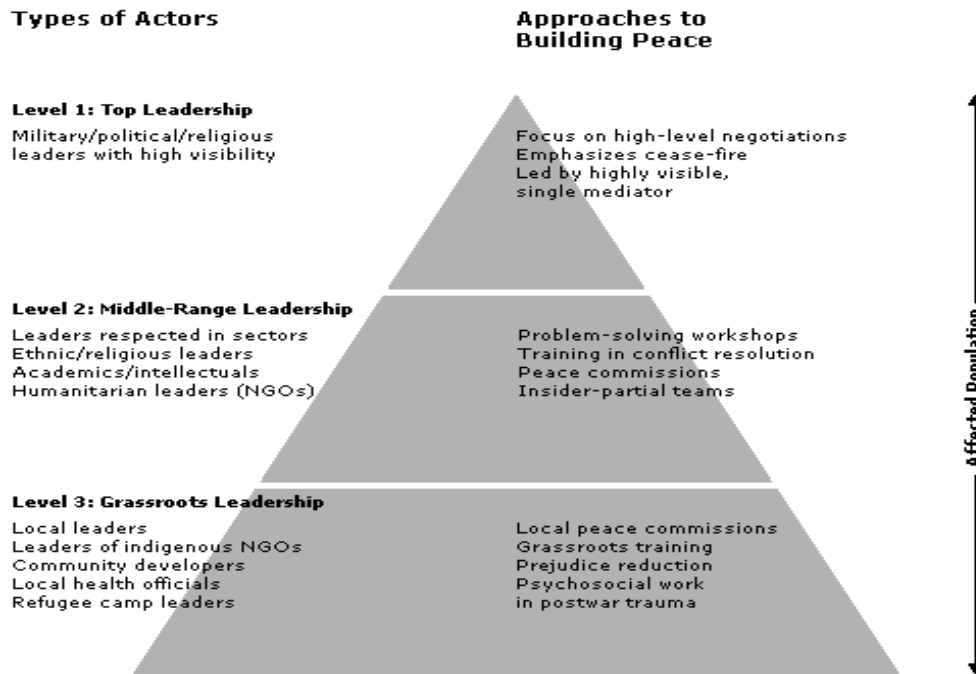 Types of Actors
Approaches to
Building Peace
Level 1: Top Leadership
Military/political/religious
leaders with high visibility
Focus on high-level negotiations
Emphasizes cease-fire
Led by highly visible,
single mediator
Level 2: Middle-Range Leadership
Leaders respected in sectors
Ethnic/religious leaders
Academics/intellectuals
Humanitarian leaders (NGOs)
Problem-solving workshops
Training in conflict resolution
Peace commissions
Insider-partial teams
Level 3: Grassroots Leadership
Local leaders
Leaders of indigenous NGOs
Community developers
Local health officials
Refugee camp leaders
Local peace commissions
Grassroots training
Prejudice reduction
Psychosocial work
in postwar trauma
Affected Population